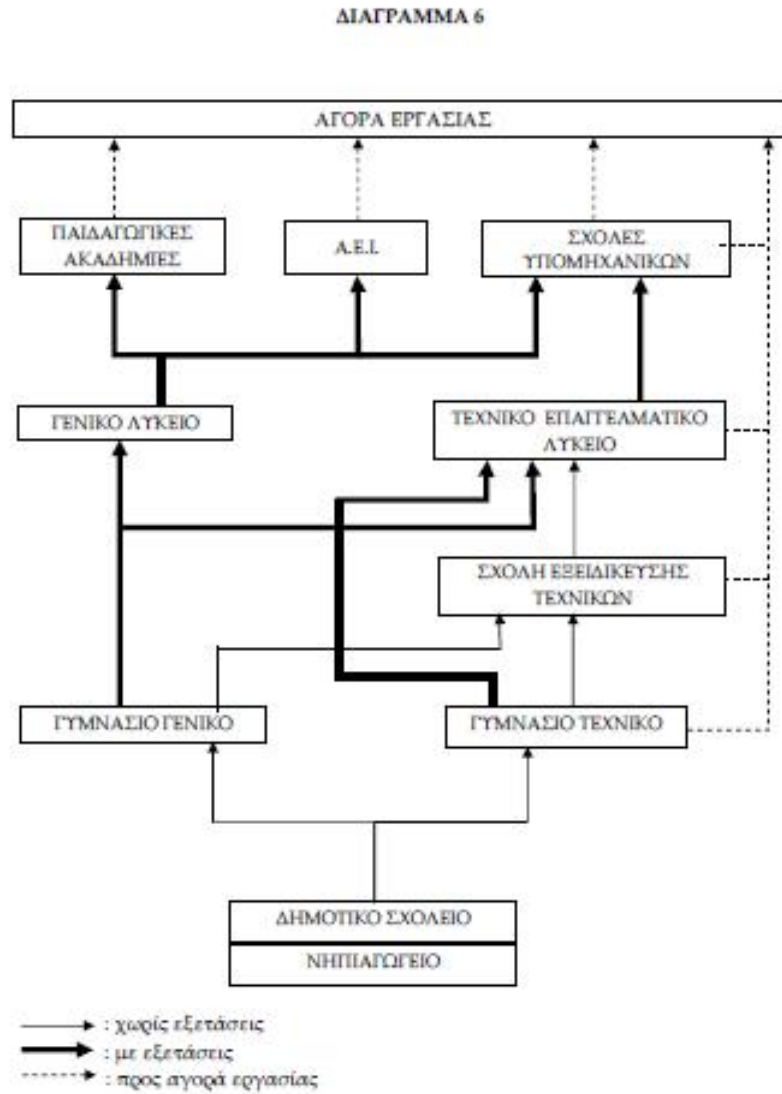 ΔΙΑΓΡΑΜΜΑ 6
ΑΓΟΡΑ ΕΡΓΑΣΙΑΣ
ΠΑΙΔΑΓΩΓΙΚΕΣ
ΑΚΑΔΗΜΙΕΣ
Α.Ε.Ι.
ΣΧΟΛΕΣ
ΥΠΟΜΗΧΑΝΙΚΩΝ
ΓΕΝΙΚΟ ΛΥΚΕΙΟ
ΤΕΧΝΙΚΟ ΕΠΑΓΓΕΛΜΑΤΙΚΟ
ΛΥΚΕΙΟ
ΣΧΟΛΗ ΕΞΕΙΔΙΚΕΥΣΗΣ
ΤΕΧΝΙΚΩΝ
ΓΥΜΝΑΣΙΟ ΓΕΝΙΚΟ
ΓΥΜΝΑΣΙΟ ΤΕΧΝΙΚΟ
ΔΗΜΟΤΙΚΟ ΣΧΟΛΕΙΟ
ΝΗΠΙΑΓΩΓΕΙΟ
: χωρίς εξετάσεις
: με εξετάσεις
: προς αγορά εργασίας